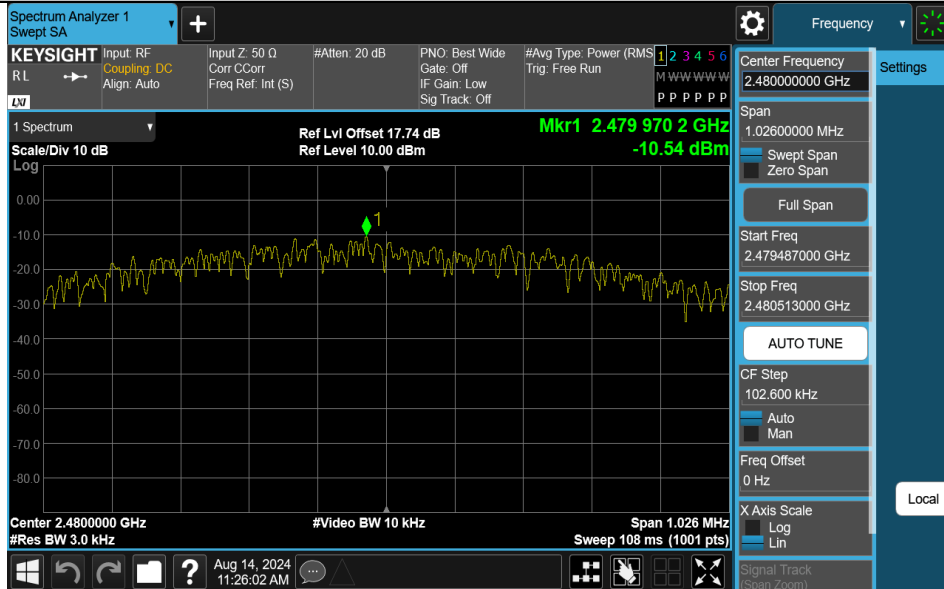 Spectrum Analyzer 1
Swept SA
+
Frequency
KEYSIGHT
RL
LXI
Input: RF
Coupling: DC
Align: Auto
Input Z: 50 Ω
Corr CCorr
Freq Ref: Int (S)
#Atten: 20 dB
PNO: Best Wide
Gate: Off
IF Gain: Low
Sig Track: Off
#Avg Type: Power (RMS
Trig: Free Run
1 2 3 4 5 6
M W W W W W
P P P P P P
1 Spectrum
Scale/Div 10 dB
Log
Ref Lvl Offset 17.74 dB
Ref Level 10.00 dBm
Mkr1 2.479 970 2 GHz
-10.54 dBm
1
0.00
-10.0
-20.0
-30.0
-40.0
-50.0
-60.0
-70.0
-80.0
Center 2.4800000 GHz
#Res BW 3.0 kHz
#Video BW 10 kHz
Span 1.026 MHz
Sweep 108 ms (1001 pts)
?
Aug 14, 2024
11:26:02 AM
Center Frequency
2.480000000 GHz
Span
1.02600000 MHz
Swept Span
Zero Span
Full Span
Start Freq
2.479487000 GHz
Stop Freq
2.480513000 GHz
AUTO TUNE
CF Step
102.600 kHz
Auto
Man
Freq Offset
0 Hz
X Axis Scale
Log
Lin
Signal Track
(Span Zoom)
Settings
Local